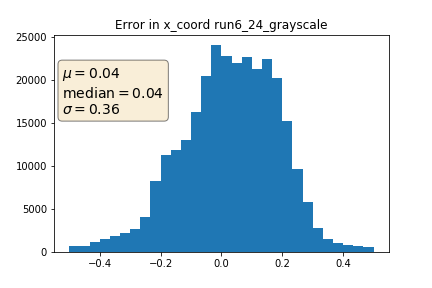 Error in x_coord run6_24_grayscale
25000
20000
15000
10000
5000
0
μ = 0.04
median = 0.04
σ = 0.36
−0.4 −0.2 0.0 0.2 0.4